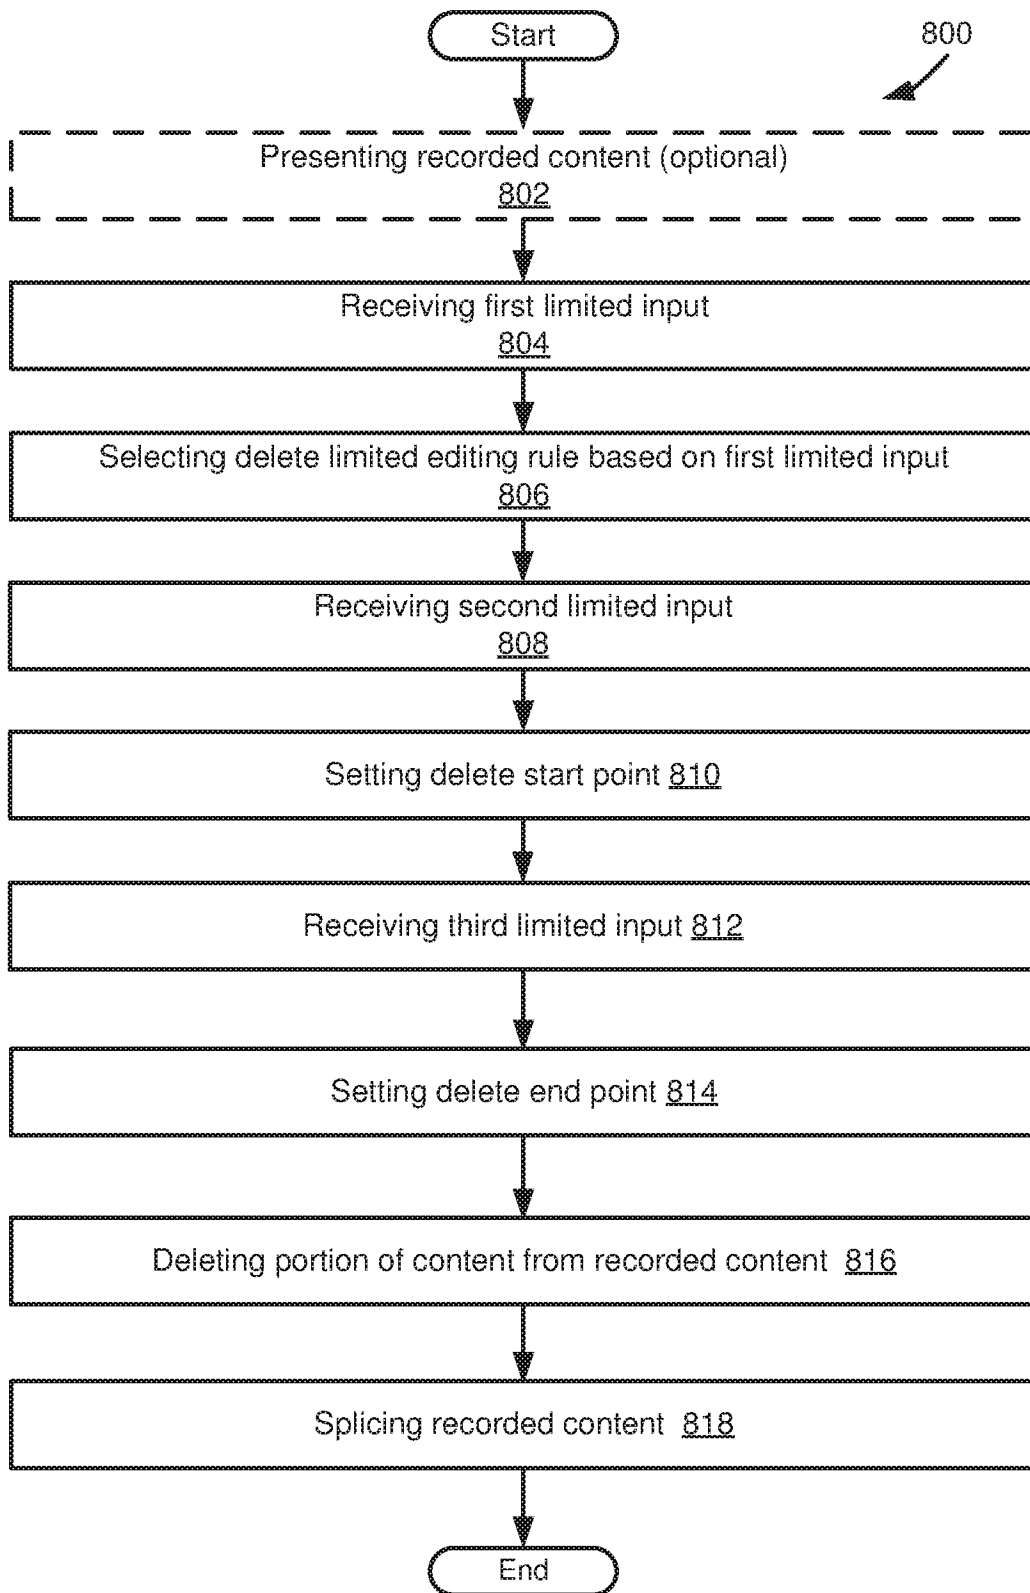 Start
800
Presenting recorded content (optional)
802
Receiving first limited input
804
Selecting delete limited editing rule based on first limited input
806
Receiving second limited input
808
Setting delete start point 810
Receiving third limited input 812
Setting delete end point 814
Deleting portion of content from recorded content 816
Splicing recorded content 818
End